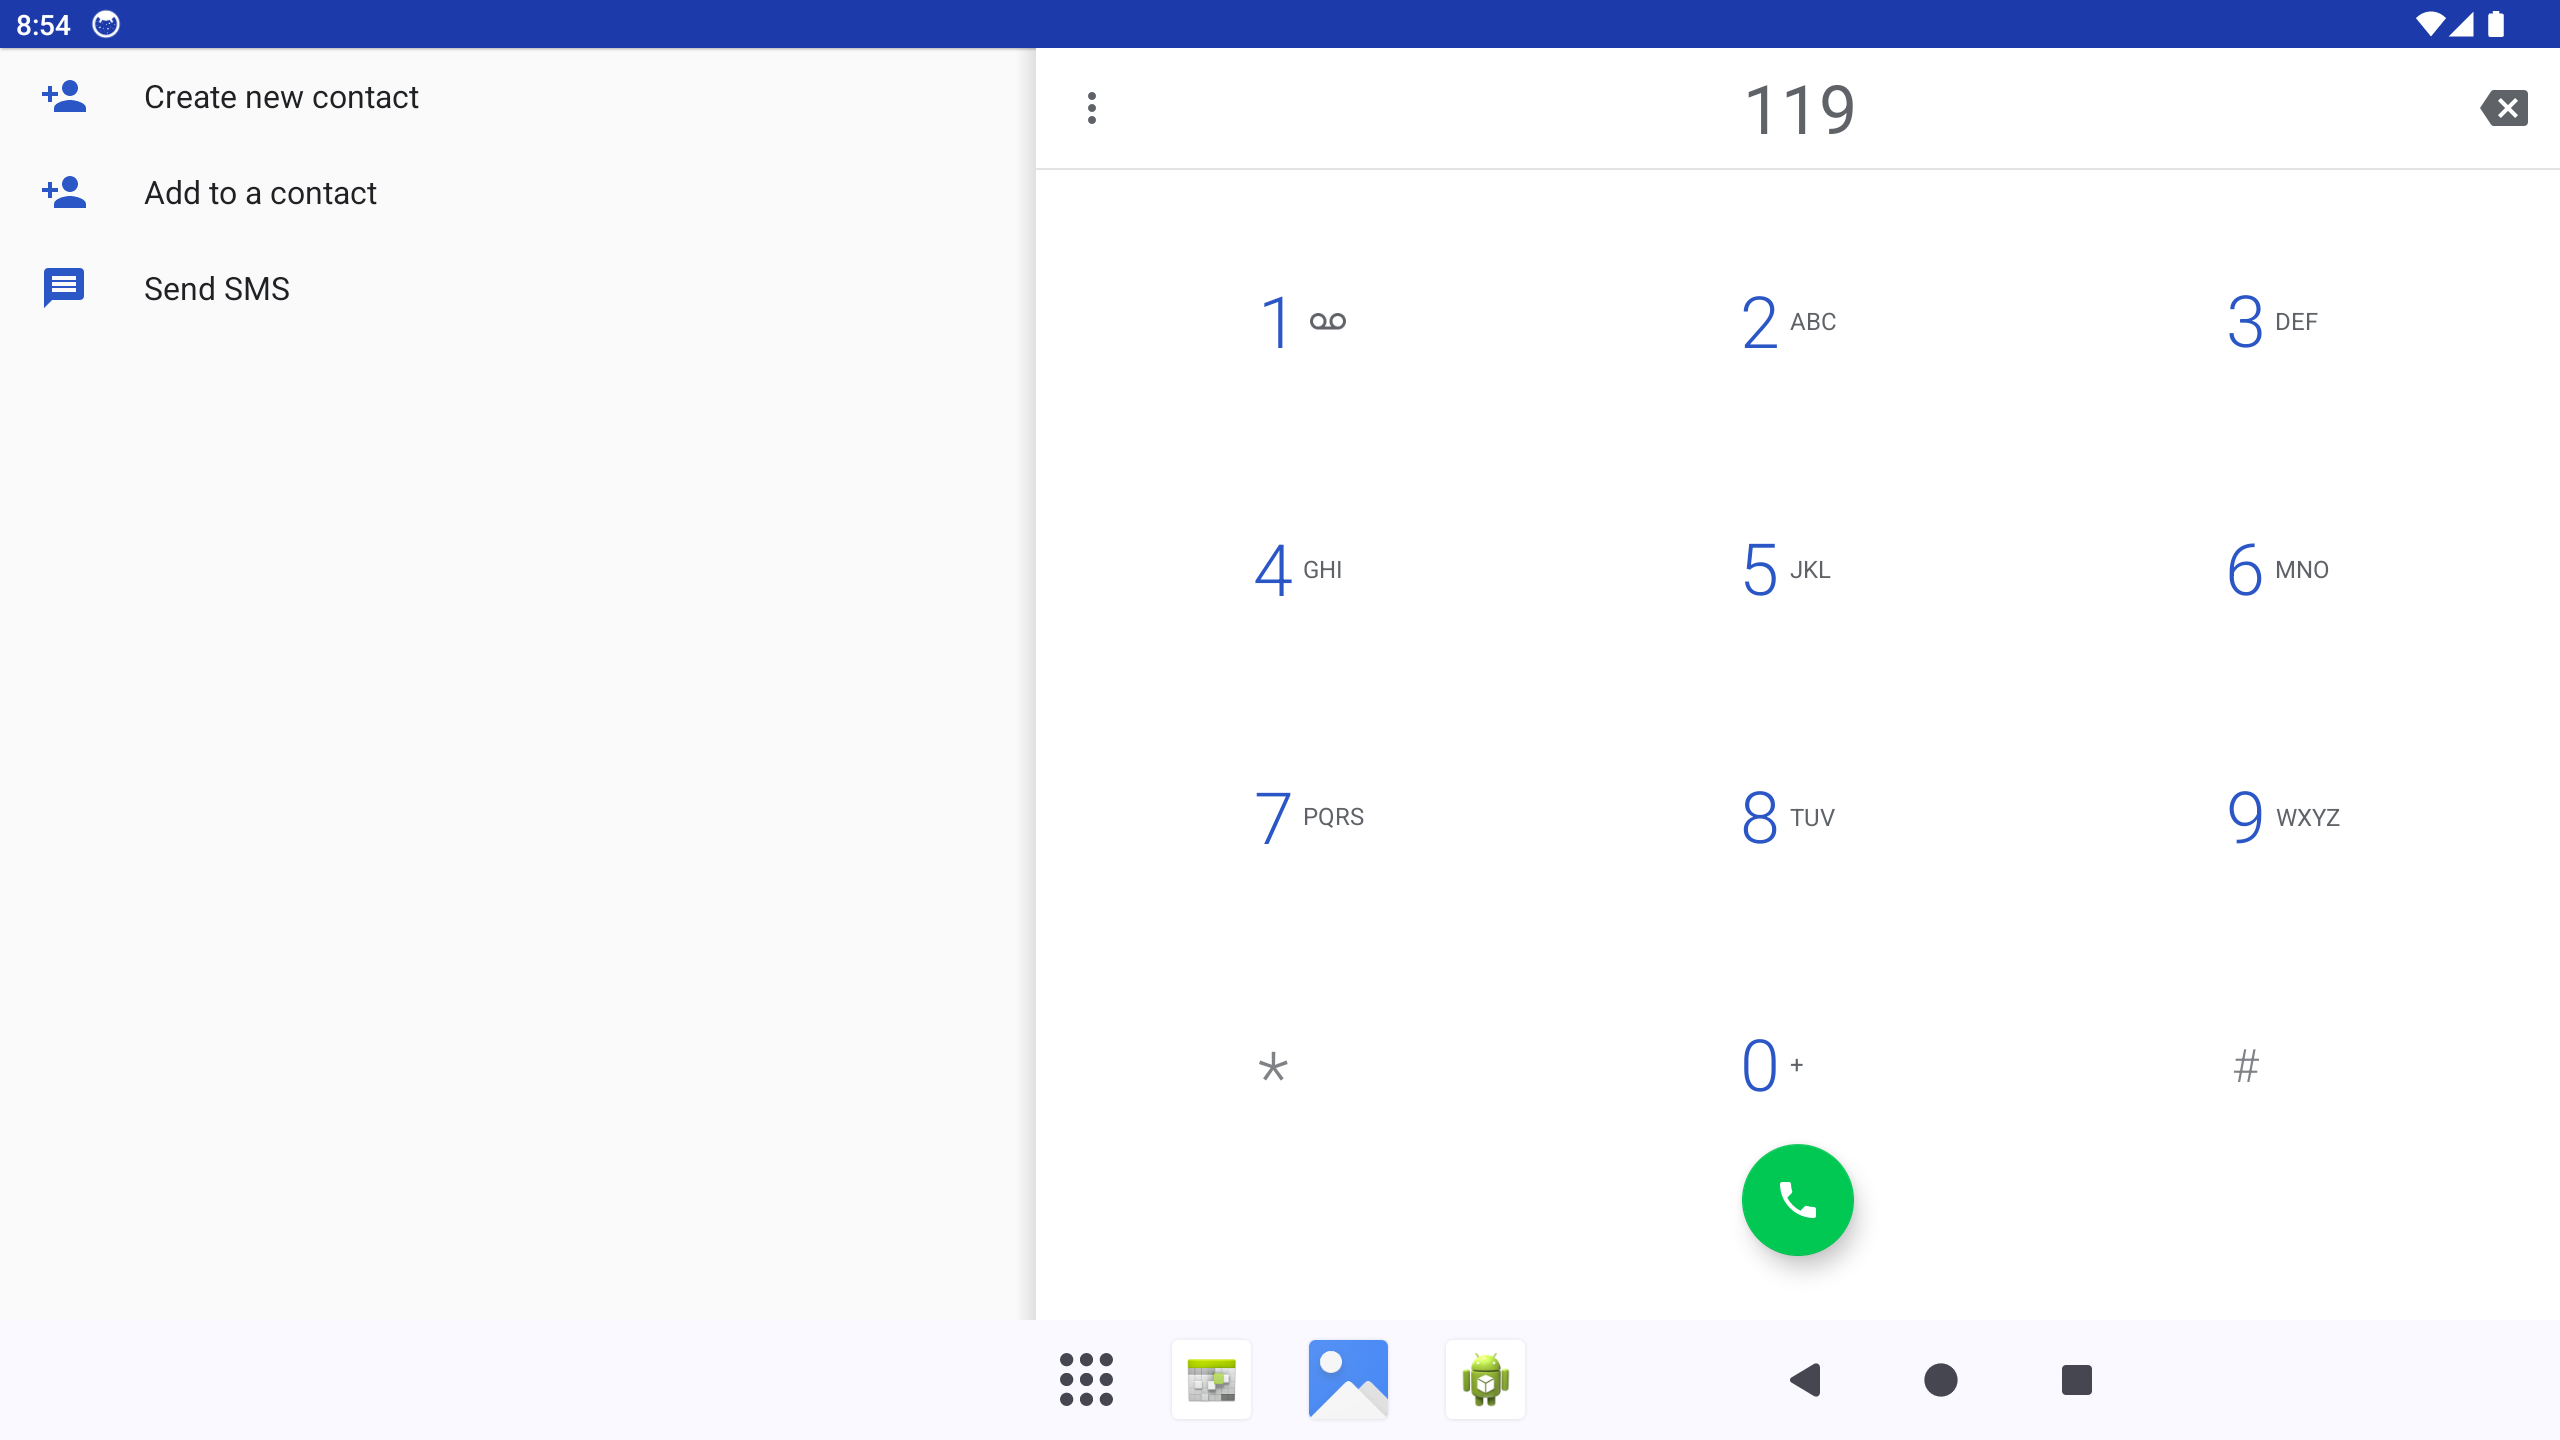 8:54
Create new contact
Add to a contact
Send SMS
119
1
2 ABC
3 DEF
4 GHI
5 JKL
6 MNO
7 PQRS
8 TUV
9 WXYZ
*
0 +
#